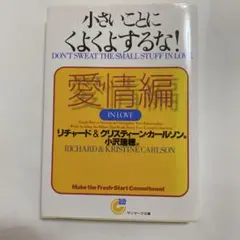 小さいことに
くよくよするな!
DON'T SWEAT THE SMALL STUFF IN LOVE
愛情編
IN LOVE
リチャード&クリスティーン・カールソン。
小沢瑞穂。
RICHARD & KRISTINE CARLSON
Make the Fresh-Start Commitment
サンマーク文庫